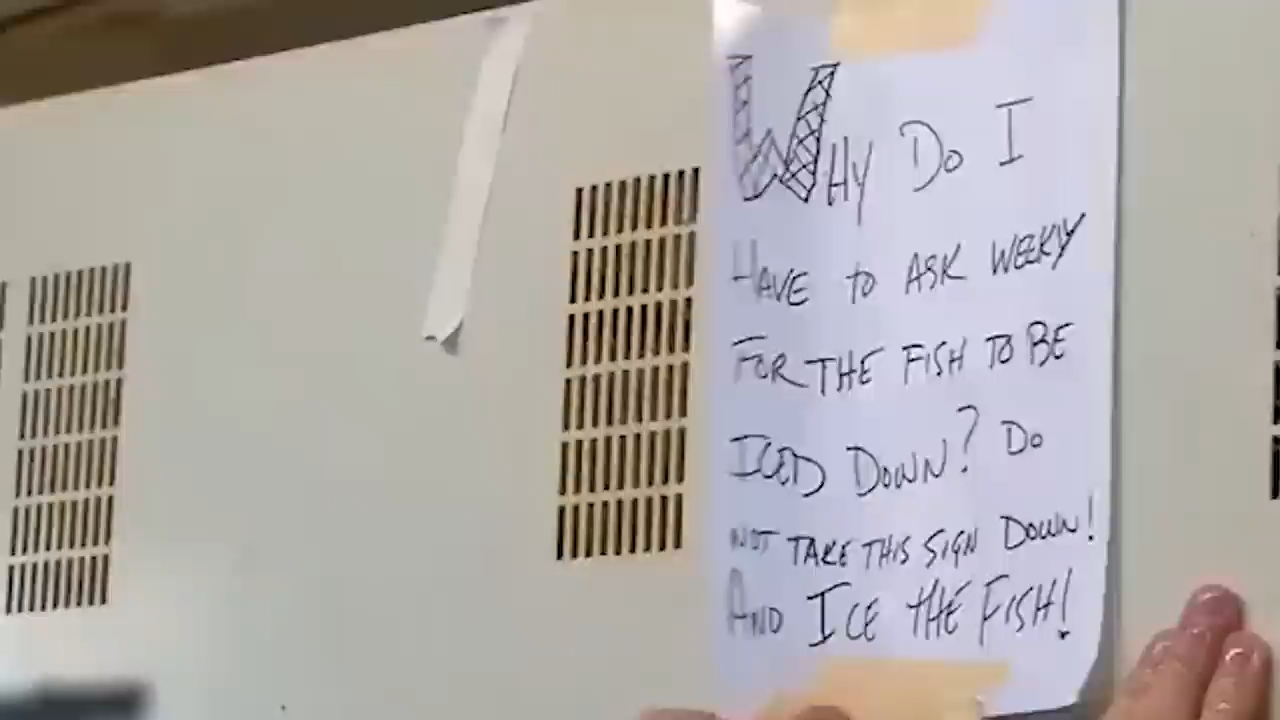 WHY DO I
HAVE TO ASK WEEKLY
FOR THE FISH TO BE
ICED DOWN? DO
NOT TAKE THIS SIGN DOWN!
AND ICE THE FISH!